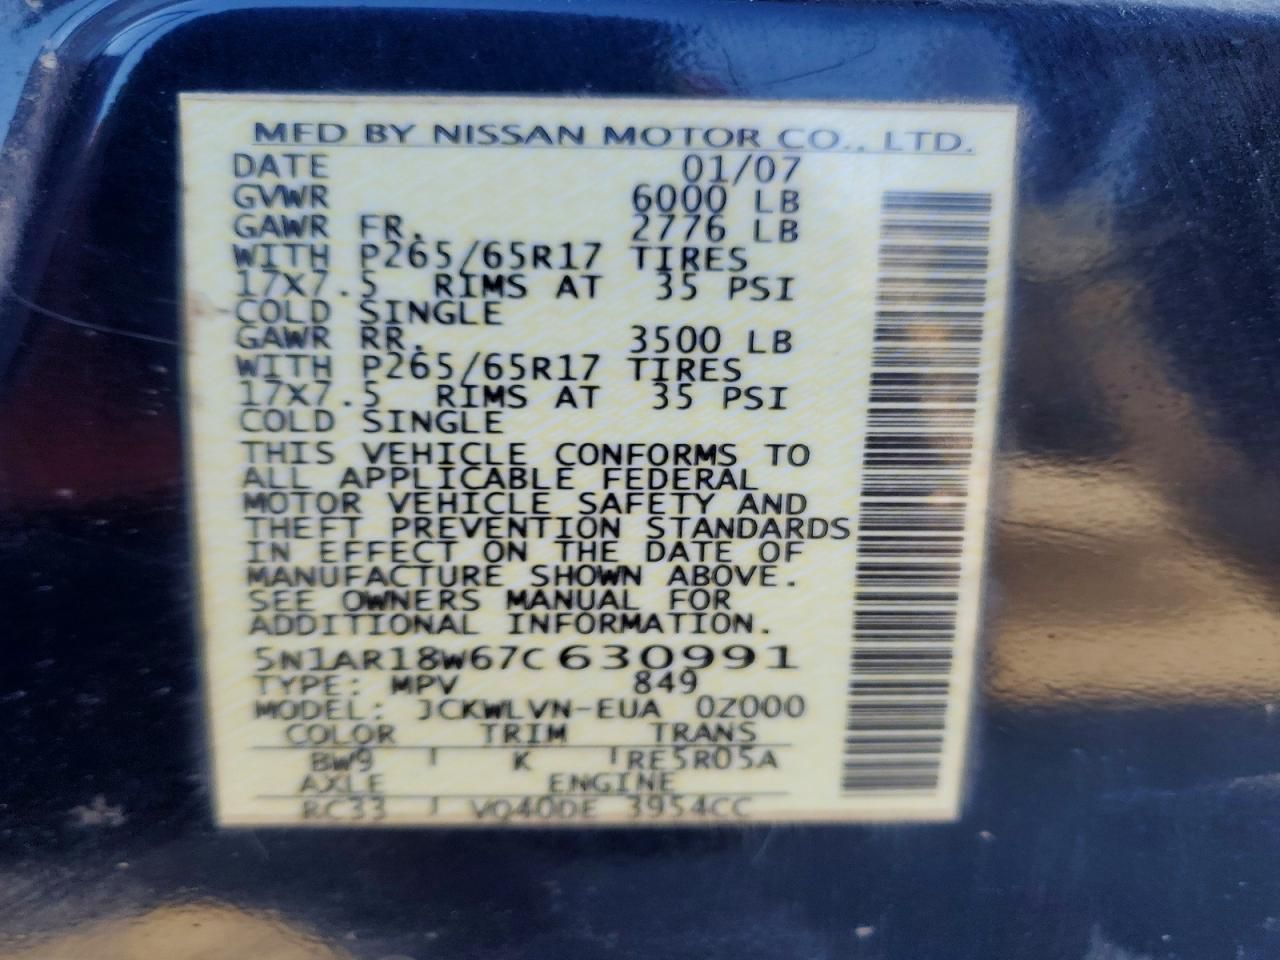 MFD BY NISSAN MOTOR CO., LTD.
DATE 01/07
GVWR 6000 LB
GAWR FR. 2776 LB
WITH P265/65R17 TIRES
17X7.5 RIMS AT 35 PSI
COLD SINGLE
GAWR RR. 3500 LB
WITH P265/65R17 TIRES
17X7.5 RIMS AT 35 PSI
COLD SINGLE
THIS VEHICLE CONFORMS TO
ALL APPLICABLE FEDERAL
MOTOR VEHICLE SAFETY AND
THEFT PREVENTION STANDARDS
IN EFFECT ON THE DATE OF
MANUFACTURE SHOWN ABOVE.
SEE OWNERS MANUAL FOR
ADDITIONAL INFORMATION.
5N1AR18W67C630991
TYPE: MPV 849
MODEL: JCKWLVN-EUA 0Z000
COLOR TRIM TRANS
BW9 K RE5R05A
AXLE ENGINE
RC33 VQ40DE 3954CC